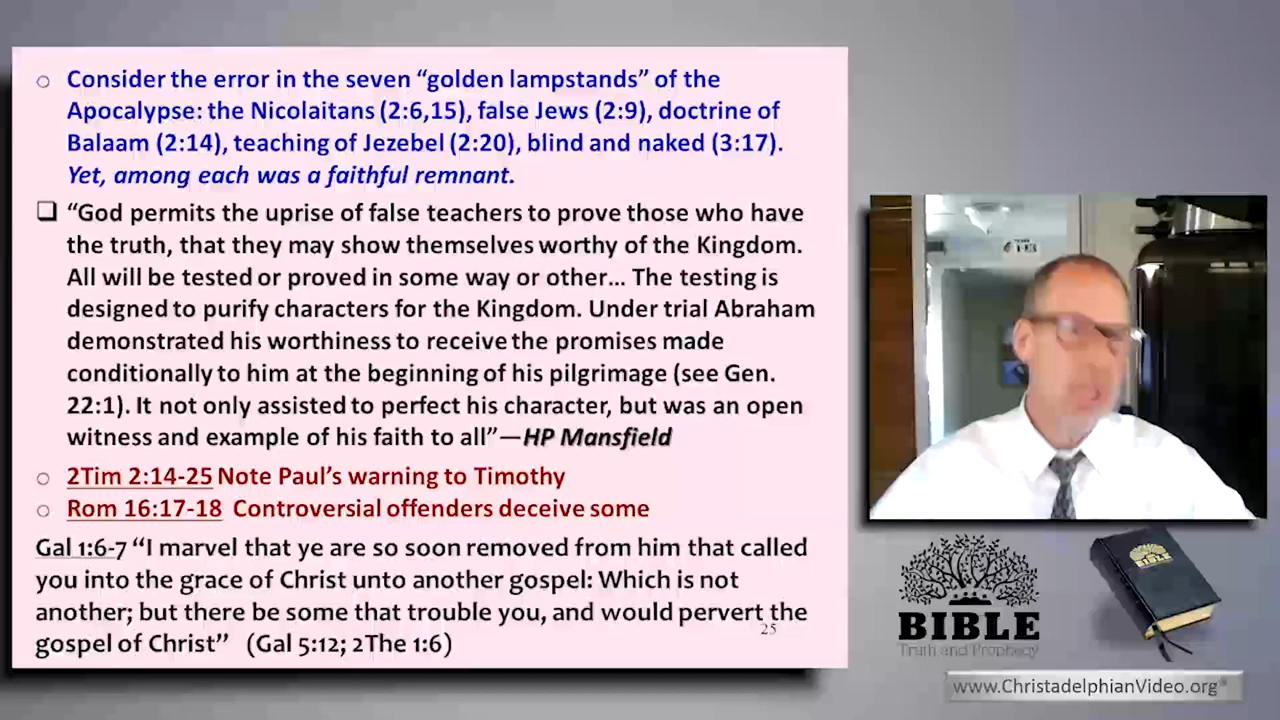 Consider the error in the seven “golden lampstands” of the
Apocalypse: the Nicolaitans (2:6,15), false Jews (2:9), doctrine of
Balaam (2:14), teaching of Jezebel (2:20), blind and naked (3:17).
Yet, among each was a faithful remnant.
“God permits the uprise of false teachers to prove those who have
the truth, that they may show themselves worthy of the Kingdom.
All will be tested or proved in some way or other... The testing is
designed to purify characters for the Kingdom. Under trial Abraham
demonstrated his worthiness to receive the promises made
conditionally to him at the beginning of his pilgrimage (see Gen.
22:1). It not only assisted to perfect his character, but was an open
witness and example of his faith to all”—HP Mansfield
2Tim 2:14-25 Note Paul’s warning to Timothy
Rom 16:17-18 Controversial offenders deceive some
Gal 1:6-7 “I marvel that ye are so soon removed from him that called
you into the grace of Christ unto another gospel: Which is not
another; but there be some that trouble you, and would pervert the
gospel of Christ” (Gal 5:12; 2The 1:6)
25
BIBLE
Truth and Prophecy
BIBLE
www.ChristadelphianVideo.org®